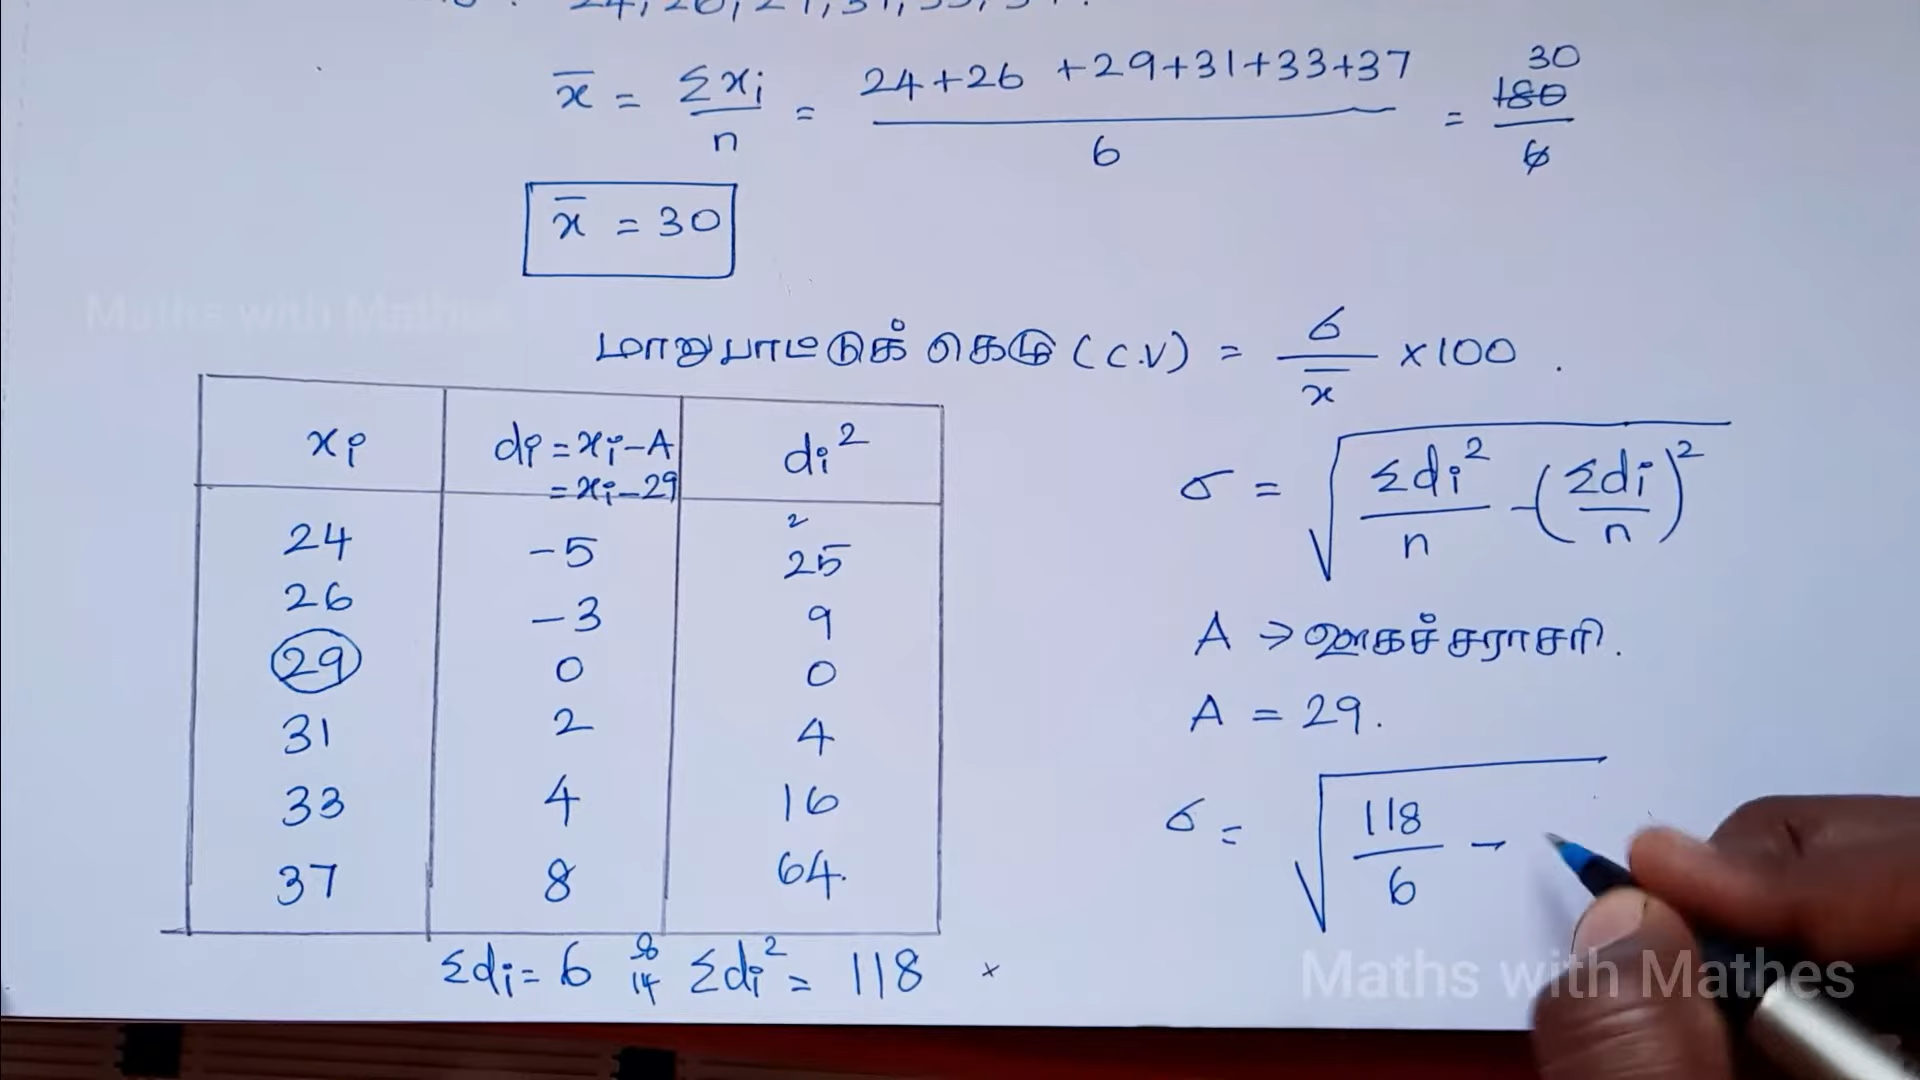 x̄ = Σxi / n = 24+26 +29+31+33+37 / 6 = 180 / 6
30
x̄ = 30
மாறுபாட்டுக் கெழு (C.V) = σ / x̄ ×100 .
xi
di = xi – A
= xi – 29
di²
24 –5 25
2
26 –3 9
29 0 0
31 2 4
33 4 16
37 8 64.
Σdi = 6 Σdi² = 118 ×
14
σ = √ Σdi² / n – (Σdi / n)²
A → ஊகச் சராசரி.
A = 29.
σ = √ 118 / 6 –
Maths with Mathes
Maths with Mathes